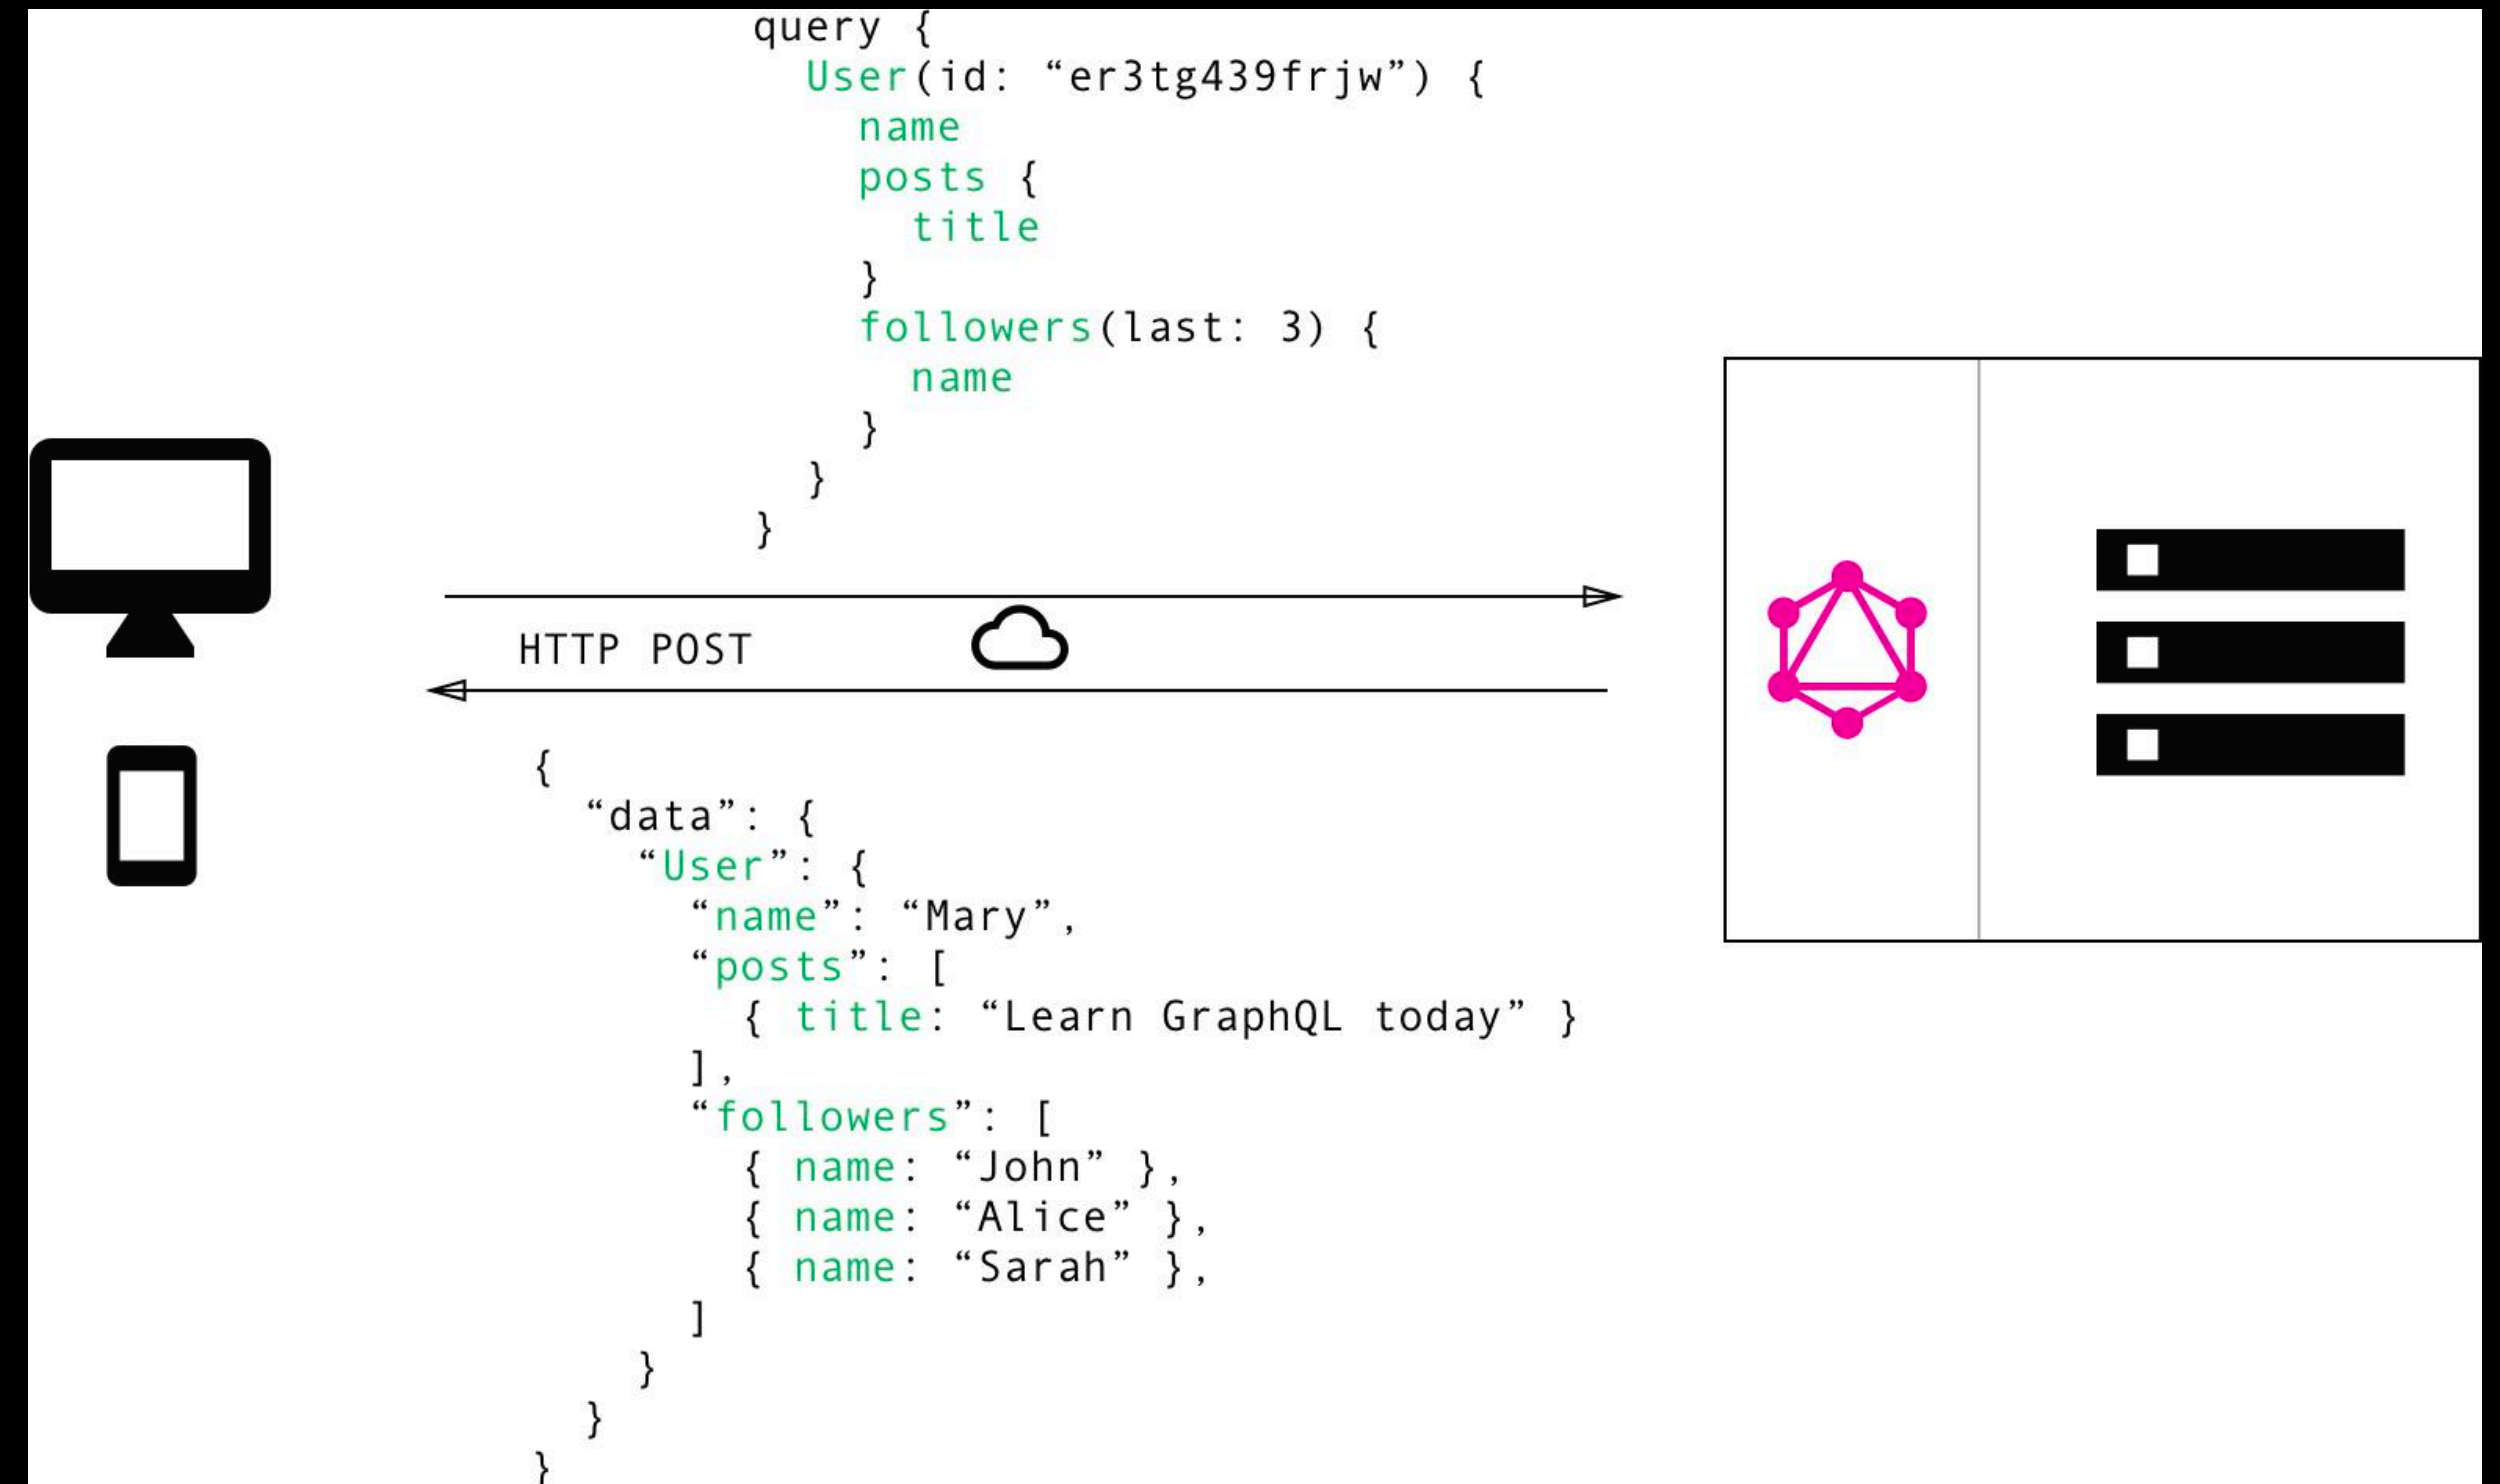 query {
User(id: “er3tg439frjw”) {
name
posts {
title
}
followers(last: 3) {
name
}
}
}
HTTP POST
{
“data”: {
“User”: {
“name”: “Mary”,
“posts”: [
{ title: “Learn GraphQL today” }
],
“followers”: [
{ name: “John” },
{ name: “Alice” },
{ name: “Sarah” },
]
}
}
}